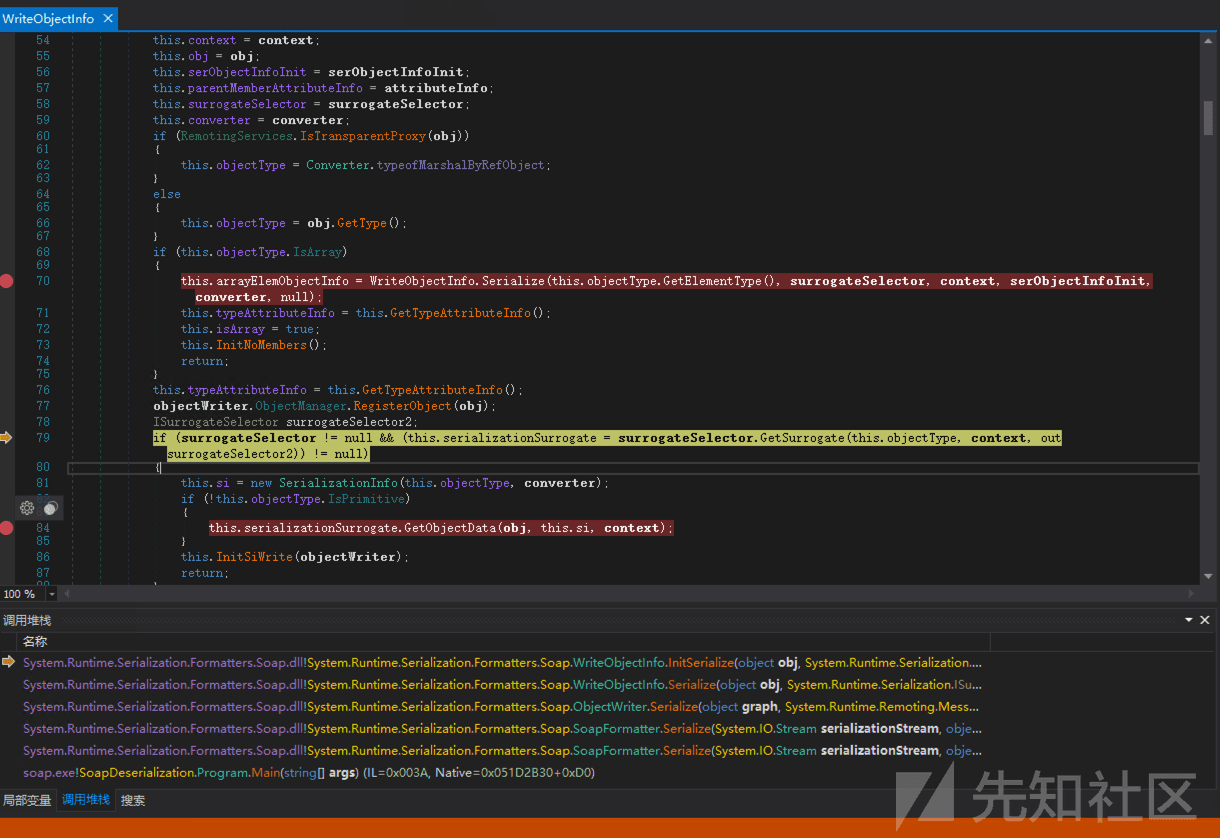 WriteObjectInfo ×
54 this.context = context;
55 this.obj = obj;
56 this.serObjectInfoInit = serObjectInfoInit;
57 this.parentMemberAttributeInfo = attributeInfo;
58 this.surrogateSelector = surrogateSelector;
59 this.converter = converter;
60 if (RemotingServices.IsTransparentProxy(obj))
61 {
62 this.objectType = Converter.typeofMarshalByRefObject;
63 }
64 else
65 {
66 this.objectType = obj.GetType();
67 }
68 if (this.objectType.IsArray)
69 {
70 this.arrayElemObjectInfo = WriteObjectInfo.Serialize(this.objectType.GetElementType(), surrogateSelector, context, serObjectInfoInit,
converter, null);
71 this.typeAttributeInfo = this.GetTypeAttributeInfo();
72 this.isArray = true;
73 this.InitNoMembers();
74 return;
75 }
76 this.typeAttributeInfo = this.GetTypeAttributeInfo();
77 objectWriter.ObjectManager.RegisterObject(obj);
78 ISurrogateSelector surrogateSelector2;
79 if (surrogateSelector != null && (this.serializationSurrogate = surrogateSelector.GetSurrogate(this.objectType, context, out
surrogateSelector2)) != null)
80 {
81 this.si = new SerializationInfo(this.objectType, converter);
if (!this.objectType.IsPrimitive)
{
84 this.serializationSurrogate.GetObjectData(obj, this.si, context);
85 }
86 this.InitSiWrite(objectWriter);
87 return;
100 %
调用堆栈
名称
System.Runtime.Serialization.Formatters.Soap.dll!System.Runtime.Serialization.Formatters.Soap.WriteObjectInfo.InitSerialize(object obj, System.Runtime.Serialization....
System.Runtime.Serialization.Formatters.Soap.dll!System.Runtime.Serialization.Formatters.Soap.WriteObjectInfo.Serialize(object obj, System.Runtime.Serialization.ISu...
System.Runtime.Serialization.Formatters.Soap.dll!System.Runtime.Serialization.Formatters.Soap.ObjectWriter.Serialize(object graph, System.Runtime.Remoting.Mess...
System.Runtime.Serialization.Formatters.Soap.dll!System.Runtime.Serialization.Formatters.Soap.SoapFormatter.Serialize(System.IO.Stream serializationStream, obje...
System.Runtime.Serialization.Formatters.Soap.dll!System.Runtime.Serialization.Formatters.Soap.SoapFormatter.Serialize(System.IO.Stream serializationStream, obje...
soap.exe!SoapDeserialization.Program.Main(string[] args) (IL=0x003A, Native=0x051D2B30+0xD0)
局部变量 调用堆栈 搜索
先知社区